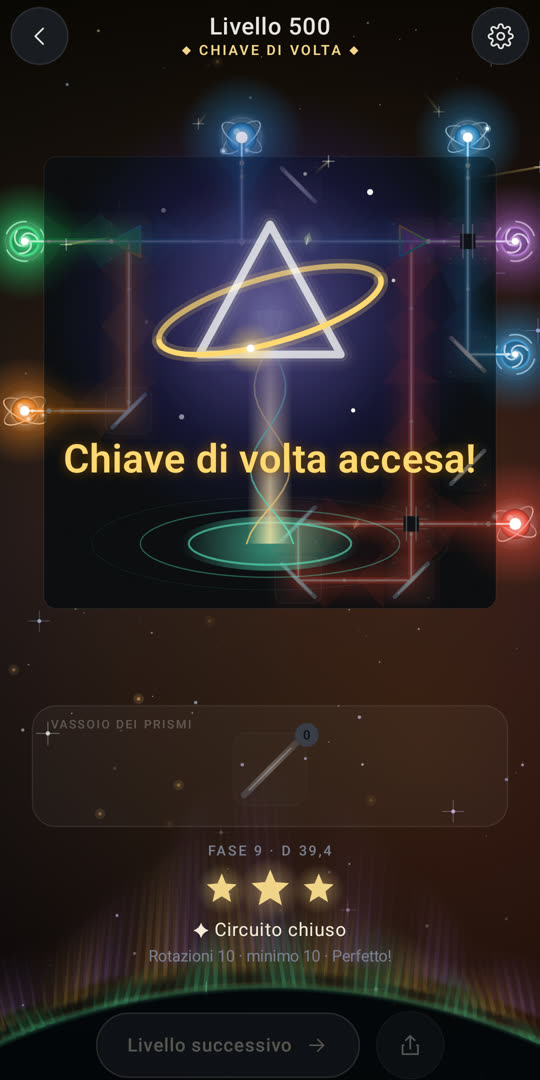 Livello 500
◆ CHIAVE DI VOLTA ◆
Chiave di volta accesa!
VASSOIO DEI PRISMI
0
FASE 9 · D 39,4
Circuito chiuso
Rotazioni 10 · minimo 10 · Perfetto!
Livello successivo →